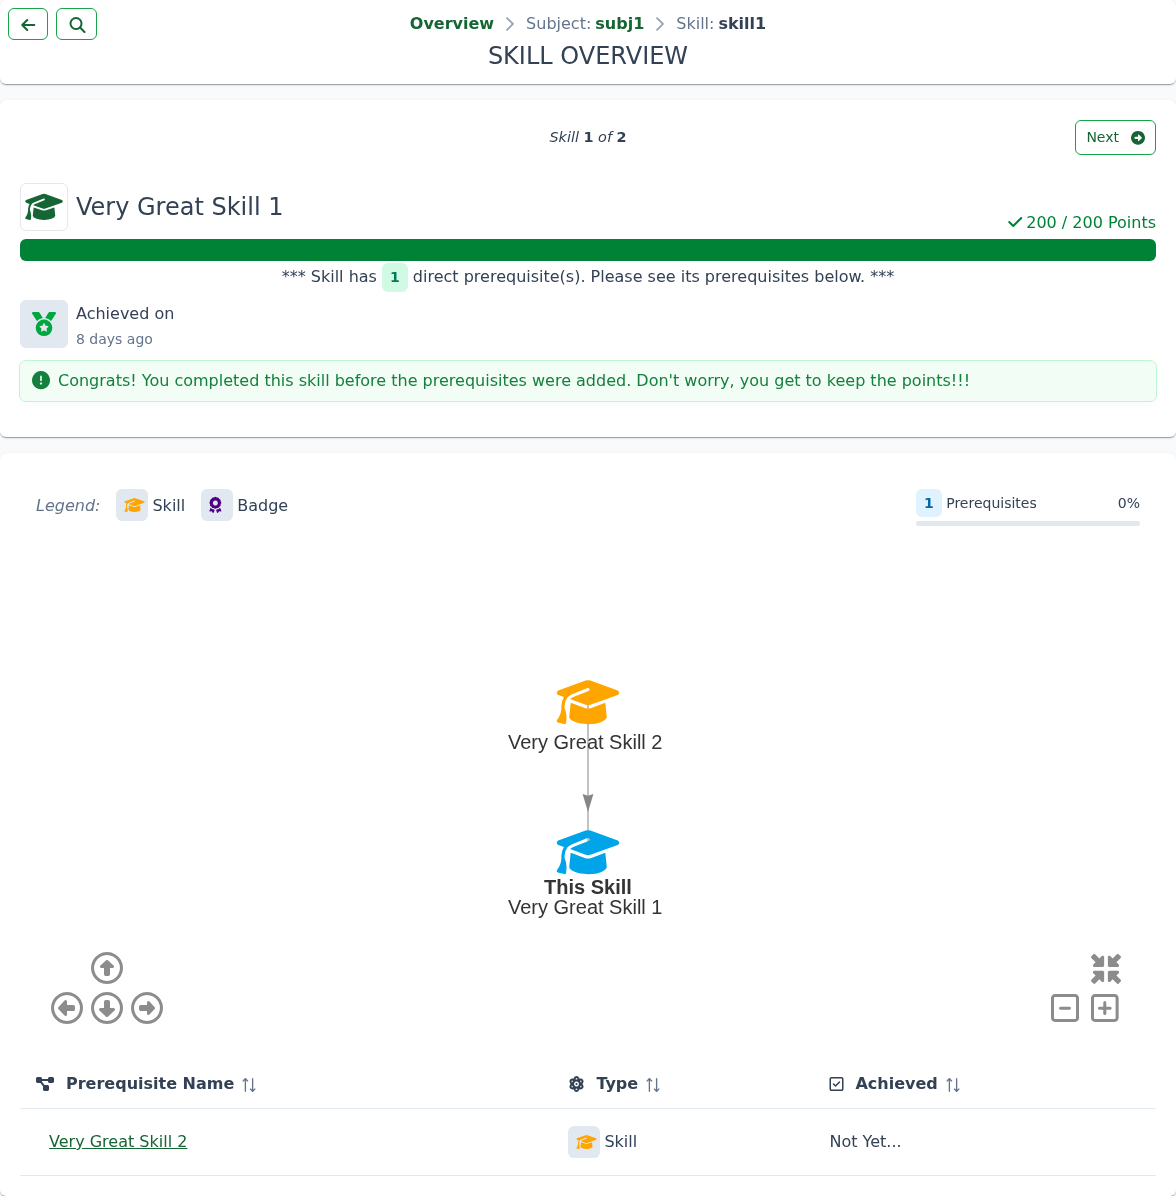 Overview > Subject: subj1 > Skill: skill1
SKILL OVERVIEW
Skill 1 of 2
Next
Very Great Skill 1
200 / 200 Points
*** Skill has 1 direct prerequisite(s). Please see its prerequisites below. ***
Achieved on
8 days ago
Congrats! You completed this skill before the prerequisites were added. Don't worry, you get to keep the points!!!
Legend: Skill Badge
1 Prerequisites 0%
Very Great Skill 2
This Skill
Very Great Skill 1
Prerequisite Name Type Achieved
Very Great Skill 2 Skill Not Yet...